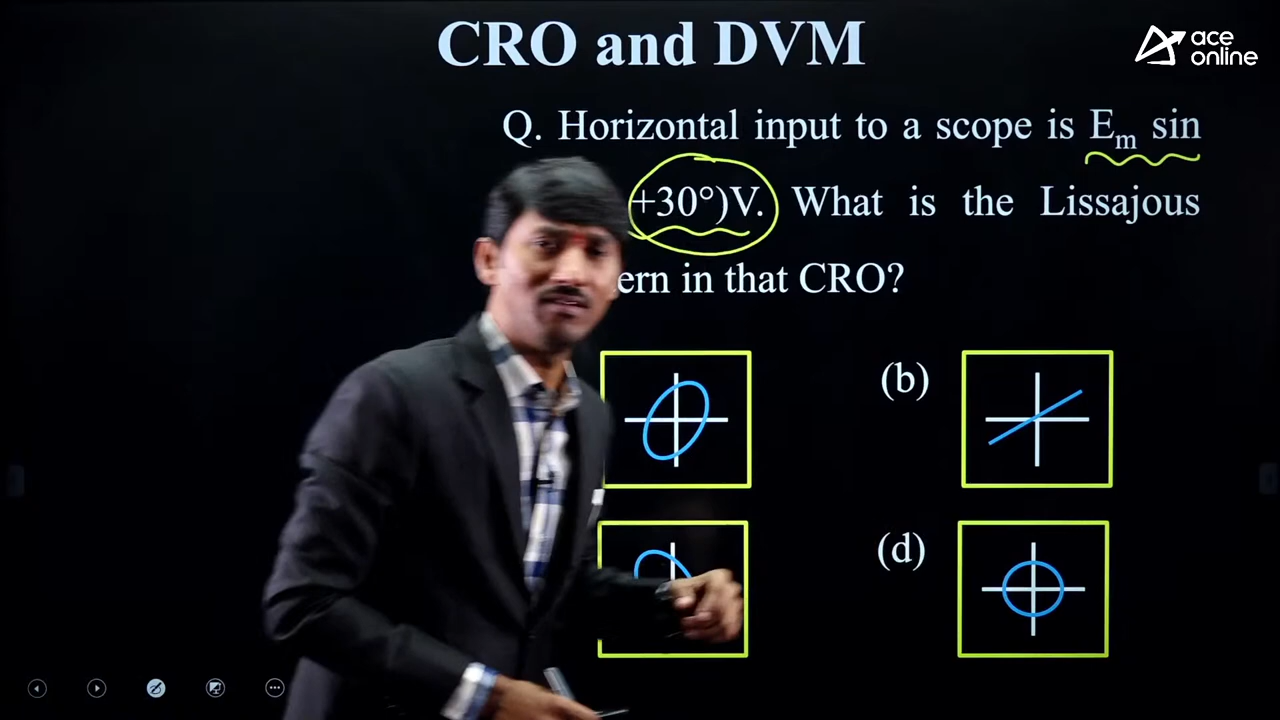 CRO and DVM
ace
online
Q. Horizontal input to a scope is Em sin
+30°)V. What is the Lissajous
ern in that CRO?
(b)
(d)